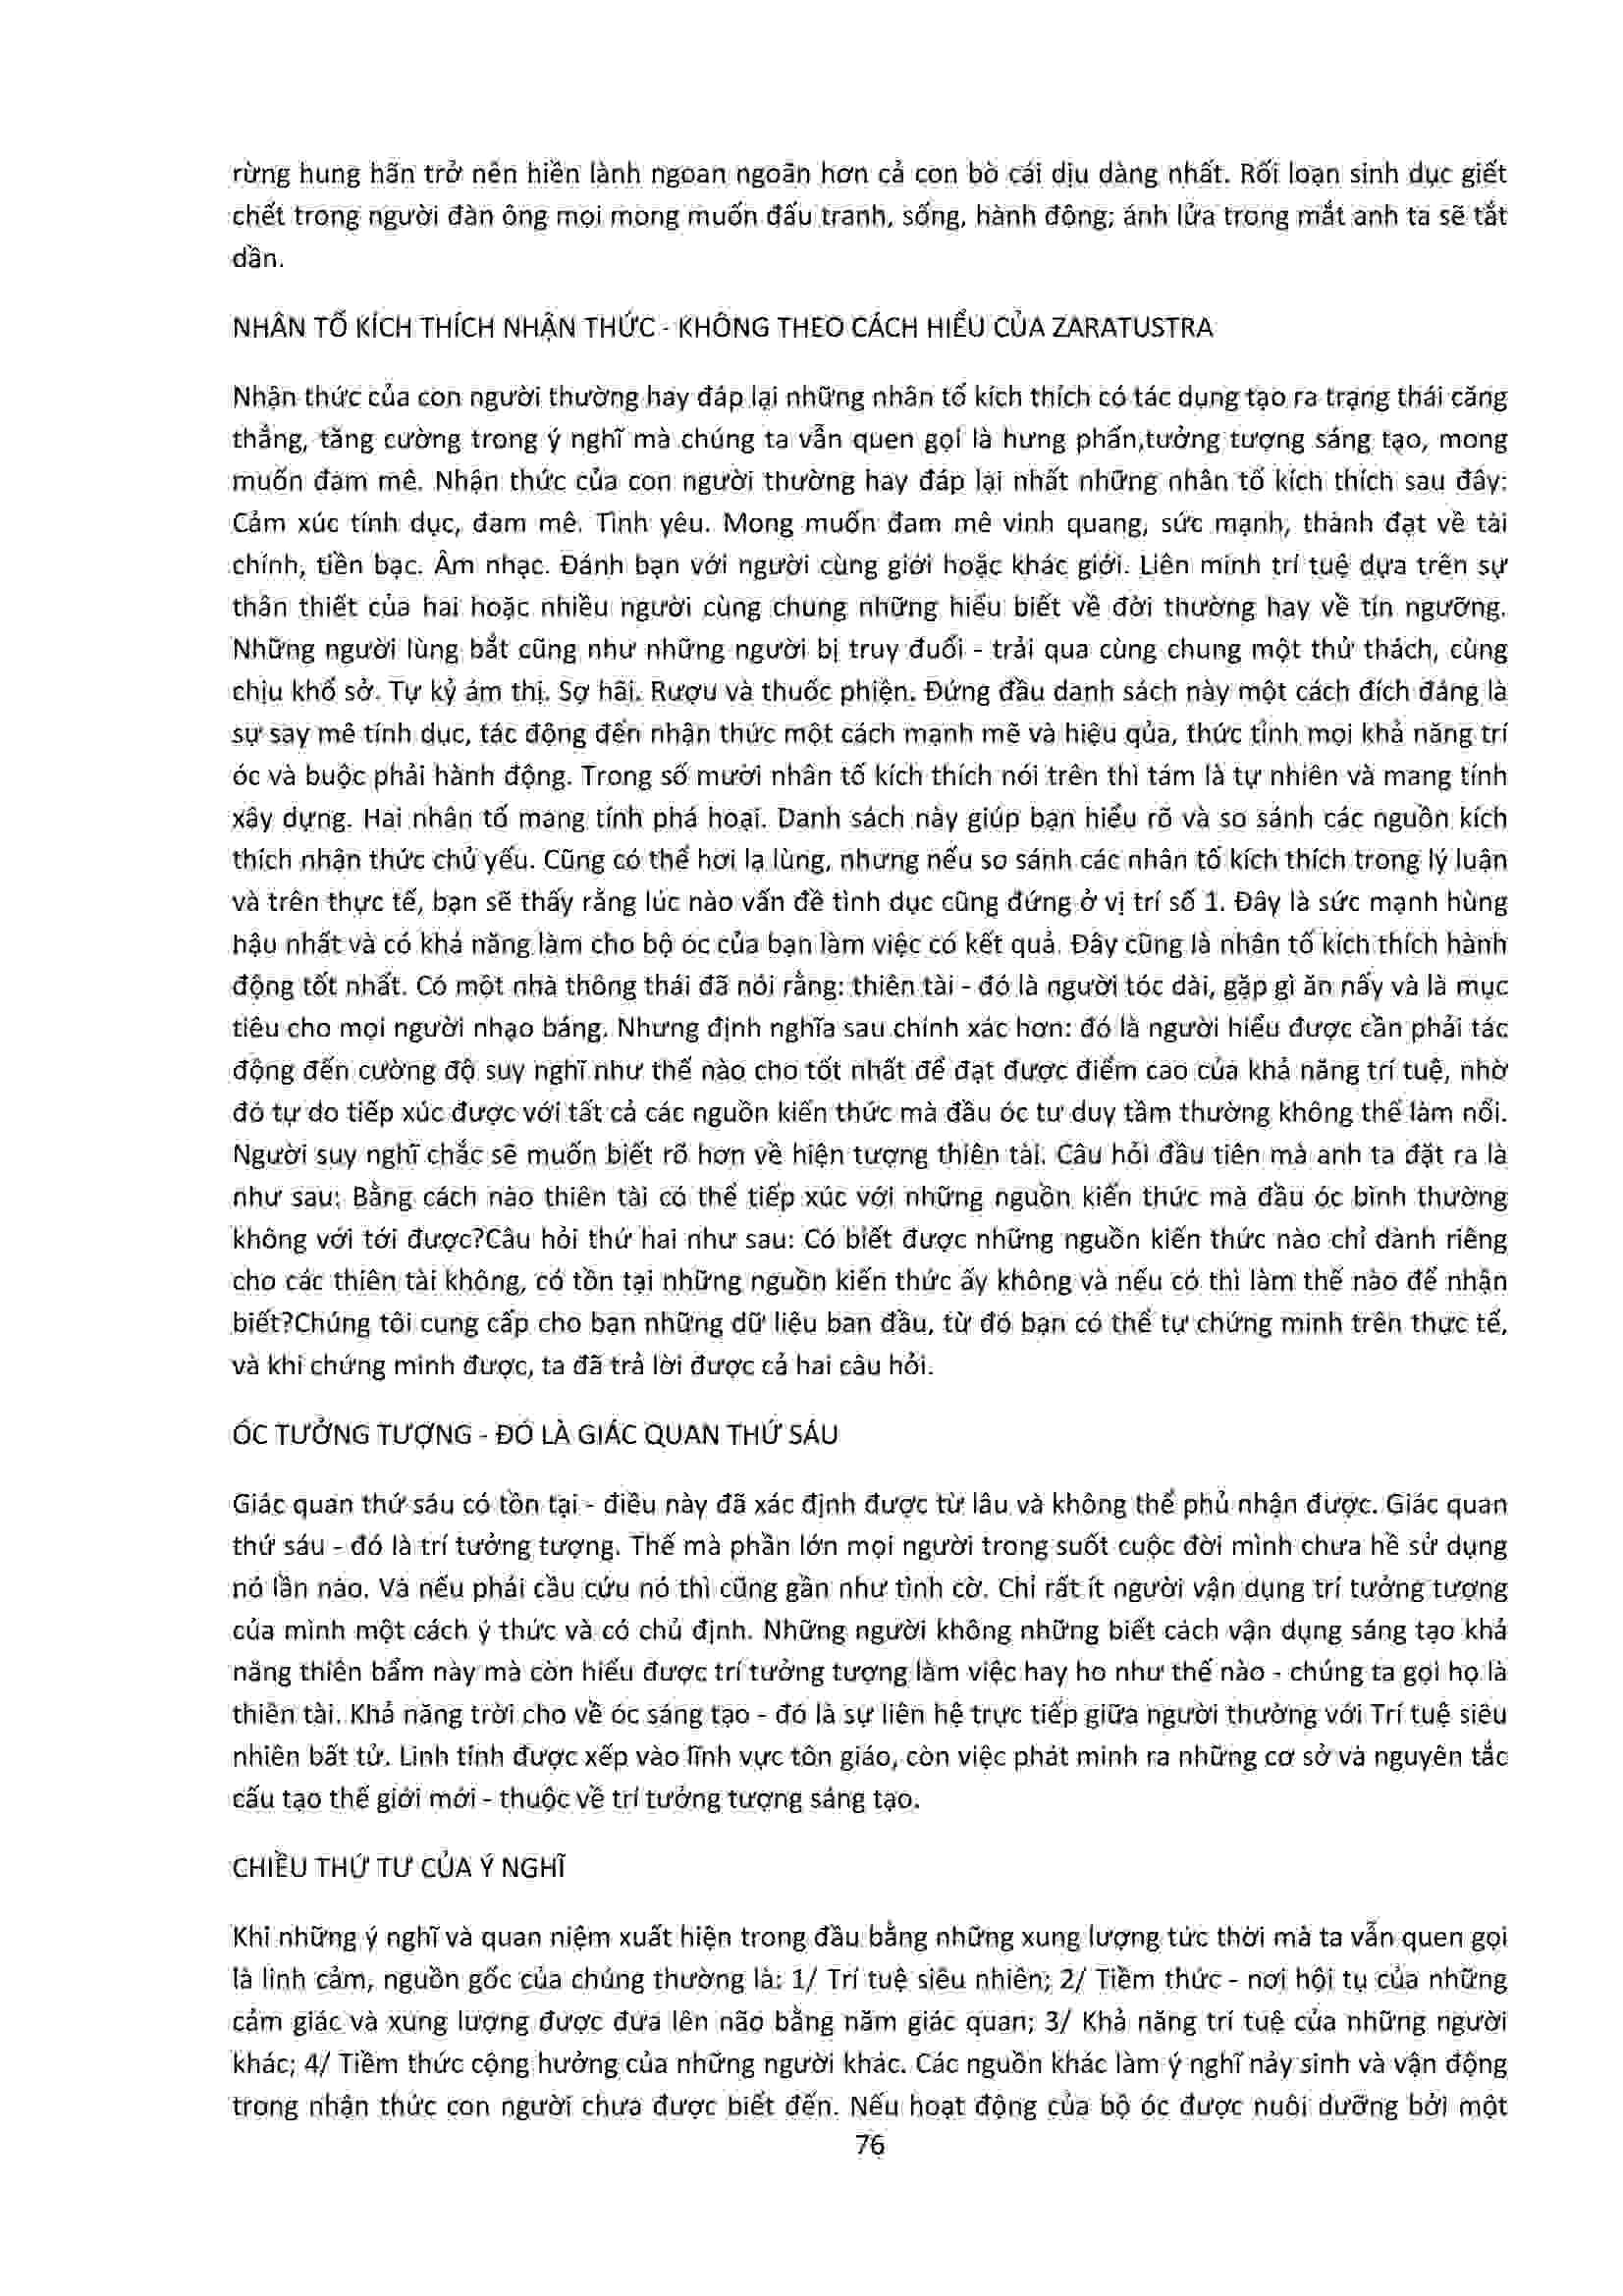 rừng hung hãn trở nên hiền lành ngoan ngoãn hơn cả con bò cái dịu dàng nhất. Rối loạn sinh dục giết
chết trong người đàn ông mọi mong muốn đấu tranh, sống, hành động; ánh lửa trong mắt anh ta sẽ tắt
dần.
NHÂN TỐ KÍCH THÍCH NHẬN THỨC - KHÔNG THEO CÁCH HIỂU CỦA ZARATUSTRA
Nhận thức của con người thường hay đáp lại những nhân tố kích thích có tác dụng tạo ra trạng thái căng
thẳng, tăng cường trong ý nghĩ mà chúng ta vẫn quen gọi là hưng phấn,tưởng tượng sáng tạo, mong
muốn đam mê. Nhận thức của con người thường hay đáp lại nhất những nhân tố kích thích sau đây:
Cảm xúc tính dục, đam mê. Tình yêu. Mong muốn đam mê vinh quang, sức mạnh, thành đạt về tài
chính, tiền bạc. Âm nhạc. Đánh bạn với người cùng giới hoặc khác giới. Liên minh trí tuệ dựa trên sự
thân thiết của hai hoặc nhiều người cùng chung những hiểu biết về đời thường hay về tín ngưỡng.
Những người lùng bắt cũng như những người bị truy đuổi - trải qua cùng chung một thử thách, cùng
chịu khổ sở. Tự kỷ ám thị. Sợ hãi. Rượu và thuốc phiện. Đứng đầu danh sách này một cách đích đáng là
sự say mê tính dục, tác động đến nhận thức một cách mạnh mẽ và hiệu qủa, thức tỉnh mọi khả năng trí
óc và buộc phải hành động. Trong số mười nhân tố kích thích nói trên thì tám là tự nhiên và mang tính
xây dựng. Hai nhân tố mang tính phá hoại. Danh sách này giúp bạn hiểu rõ và so sánh các nguồn kích
thích nhận thức chủ yếu. Cũng có thể hơi lạ lùng, nhưng nếu so sánh các nhân tố kích thích trong lý luận
và trên thực tế, bạn sẽ thấy rằng lúc nào vấn đề tình dục cũng đứng ở vị trí số 1. Đây là sức mạnh hùng
hậu nhất và có khả năng làm cho bộ óc của bạn làm việc có kết quả. Đây cũng là nhân tố kích thích hành
động tốt nhất. Có một nhà thông thái đã nói rằng: thiên tài - đó là người tóc dài, gặp gì ăn nấy và là mục
tiêu cho mọi người nhạo báng. Nhưng định nghĩa sau chính xác hơn: đó là người hiểu được cần phải tác
động đến cường độ suy nghĩ như thế nào cho tốt nhất để đạt được điểm cao của khả năng trí tuệ, nhờ
đó tự do tiếp xúc được với tất cả các nguồn kiến thức mà đầu óc tư duy tầm thường không thể làm nổi.
Người suy nghĩ chắc sẽ muốn biết rõ hơn về hiện tượng thiên tài. Câu hỏi đầu tiên mà anh ta đặt ra là
như sau: Bằng cách nào thiên tài có thể tiếp xúc với những nguồn kiến thức mà đầu óc bình thường
không với tới được?Câu hỏi thứ hai như sau: Có biết được những nguồn kiến thức nào chỉ dành riêng
cho các thiên tài không, có tồn tại những nguồn kiến thức ấy không và nếu có thì làm thế nào để nhận
biết?Chúng tôi cung cấp cho bạn những dữ liệu ban đầu, từ đó bạn có thể tự chứng minh trên thực tế,
và khi chứng minh được, ta đã trả lời được cả hai câu hỏi.
ÓC TƯỞNG TƯỢNG - ĐÓ LÀ GIÁC QUAN THỨ SÁU
Giác quan thứ sáu có tồn tại - điều này đã xác định được từ lâu và không thể phủ nhận được. Giác quan
thứ sáu - đó là trí tưởng tượng. Thế mà phần lớn mọi người trong suốt cuộc đời mình chưa hề sử dụng
nó lần nào. Và nếu phải cầu cứu nó thì cũng gần như tình cờ. Chỉ rất ít người vận dụng trí tưởng tượng
của mình một cách ý thức và có chủ định. Những người không những biết cách vận dụng sáng tạo khả
năng thiên bẩm này mà còn hiểu được trí tưởng tượng làm việc hay ho như thế nào - chúng ta gọi họ là
thiên tài. Khả năng trời cho về óc sáng tạo - đó là sự liên hệ trực tiếp giữa người thưởng với Trí tuệ siêu
nhiên bất tử. Linh tính được xếp vào lĩnh vực tôn giáo, còn việc phát minh ra những cơ sở và nguyên tắc
cấu tạo thế giới mới - thuộc về trí tưởng tượng sáng tạo.
CHIỀU THỨ TƯ CỦA Ý NGHĨ
Khi những ý nghĩ và quan niệm xuất hiện trong đầu bằng những xung lượng tức thời mà ta vẫn quen gọi
là linh cảm, nguồn gốc của chúng thường là: 1/ Trí tuệ siêu nhiên; 2/ Tiềm thức - nơi hội tụ của những
cảm giác và xung lượng được đưa lên não bằng năm giác quan; 3/ Khả năng trí tuệ của những người
khác; 4/ Tiềm thức cộng hưởng của những người khác. Các nguồn khác làm ý nghĩ nảy sinh và vận động
trong nhận thức con người chưa được biết đến. Nếu hoạt động của bộ óc được nuôi dưỡng bởi một
76